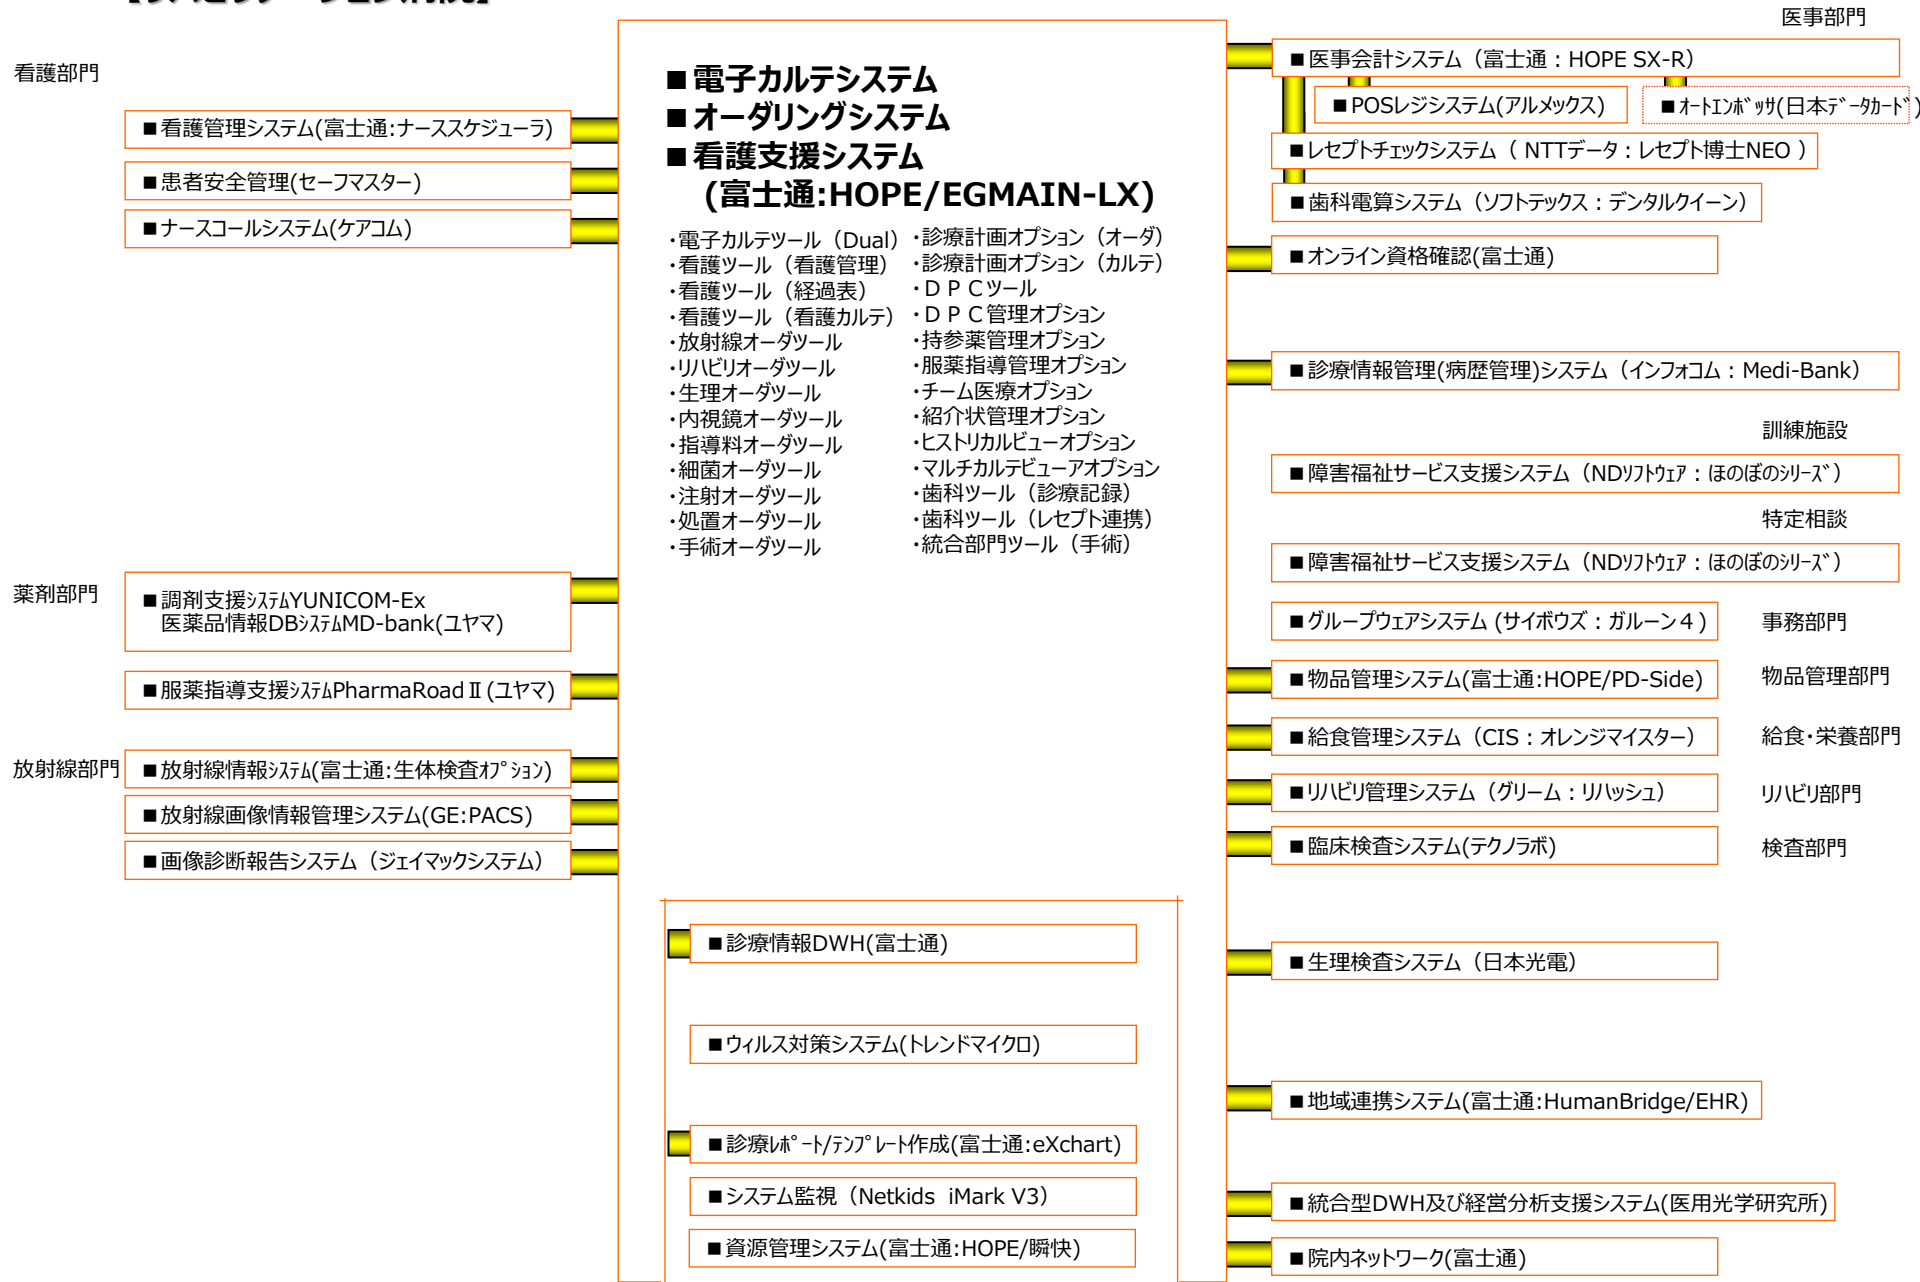 【リハビリテーション病院】
医事部門
看護部門
■電子カルテシステム
■オーダリングシステム
■看護支援システム
(富士通:HOPE/EGMAIN-LX)
・電子カルテツール（Dual）
・看護ツール（看護管理）
・看護ツール（経過表）
・看護ツール（看護カルテ）
・放射線オーダツール
・リハビリオーダツール
・生理オーダツール
・内視鏡オーダツール
・指導料オーダツール
・細菌オーダツール
・注射オーダツール
・処置オーダツール
・手術オーダツール
・診療計画オプション（オーダ）
・診療計画オプション（カルテ）
・ＤＰＣツール
・ＤＰＣ管理オプション
・持参薬管理オプション
・服薬指導管理オプション
・チーム医療オプション
・紹介状管理オプション
・ヒストリカルビューオプション
・マルチカルテビューアオプション
・歯科ツール（診療記録）
・歯科ツール（レセプト連携）
・統合部門ツール（手術）
■看護管理システム(富士通:ナーススケジューラ)
■患者安全管理(セーフマスター)
■ナースコールシステム(ケアコム)
薬剤部門
■調剤支援ｼｽﾃﾑYUNICOM-Ex
医薬品情報DBｼｽﾃﾑMD-bank(ユヤマ)
■服薬指導支援ｼｽﾃﾑPharmaRoadⅡ(ユヤマ)
放射線部門
■放射線情報ｼｽﾃﾑ(富士通:生体検査ｵﾌﾟｼｮﾝ)
■放射線画像情報管理システム(GE:PACS)
■画像診断報告システム（ジェイマックシステム）
■診療情報DWH(富士通)
■ウィルス対策システム(トレンドマイクロ)
■診療ﾚﾎﾟｰﾄ/ﾃﾝﾌﾟﾚｰﾄ作成(富士通:eXchart)
■システム監視（Netkids iMark V3）
■資源管理システム(富士通:HOPE/瞬快)
■医事会計システム（富士通：HOPE SX-R）
■POSレジシステム(アルメックス)
■ｵｰﾄｴﾝﾎﾞｯｻ(日本ﾃﾞｰﾀｶｰﾄﾞ)
■レセプトチェックシステム（ NTTデータ：レセプト博士NEO ）
■歯科電算システム（ソフトテックス：デンタルクイーン）
■オンライン資格確認(富士通)
■診療情報管理(病歴管理)システム（インフォコム：Medi-Bank）
訓練施設
■障害福祉サービス支援システム（NDｿﾌﾄｳｪｱ：ほのぼのｼﾘｰｽﾞ）
特定相談
■障害福祉サービス支援システム（NDｿﾌﾄｳｪｱ：ほのぼのｼﾘｰｽﾞ）
■グループウェアシステム (サイボウズ：ガルーン４)
事務部門
■物品管理システム(富士通:HOPE/PD-Side)
物品管理部門
■給食管理システム（CIS：オレンジマイスター）
給食・栄養部門
■リハビリ管理システム（グリーム：リハッシュ）
リハビリ部門
■臨床検査システム(テクノラボ)
検査部門
■生理検査システム（日本光電）
■地域連携システム(富士通:HumanBridge/EHR)
■統合型DWH及び経営分析支援システム(医用光学研究所)
■院内ネットワーク(富士通)